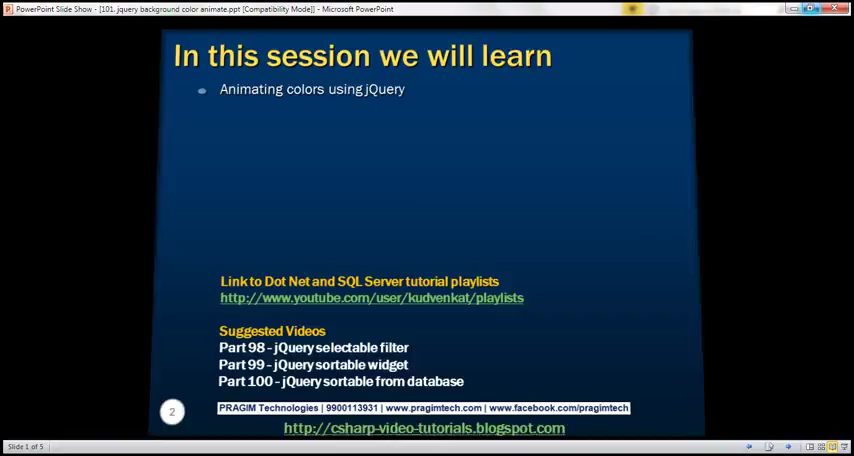 PowerPoint Slide Show - [101. jquery background color animate.ppt [Compatibility Mode]] - Microsoft PowerPoint
In this session we will learn
Animating colors using jQuery
Link to Dot Net and SQL Server tutorial playlists
http://www.youtube.com/user/kudvenkat/playlists
Suggested Videos
Part 98 - jQuery selectable filter
Part 99 - jQuery sortable widget
Part 100 - jQuery sortable from database
2
PRAGIM Technologies | 9900113931 | www.pragimtech.com | www.facebook.com/pragimtech
http://csharp-video-tutorials.blogspot.com
Slide 1 of 5